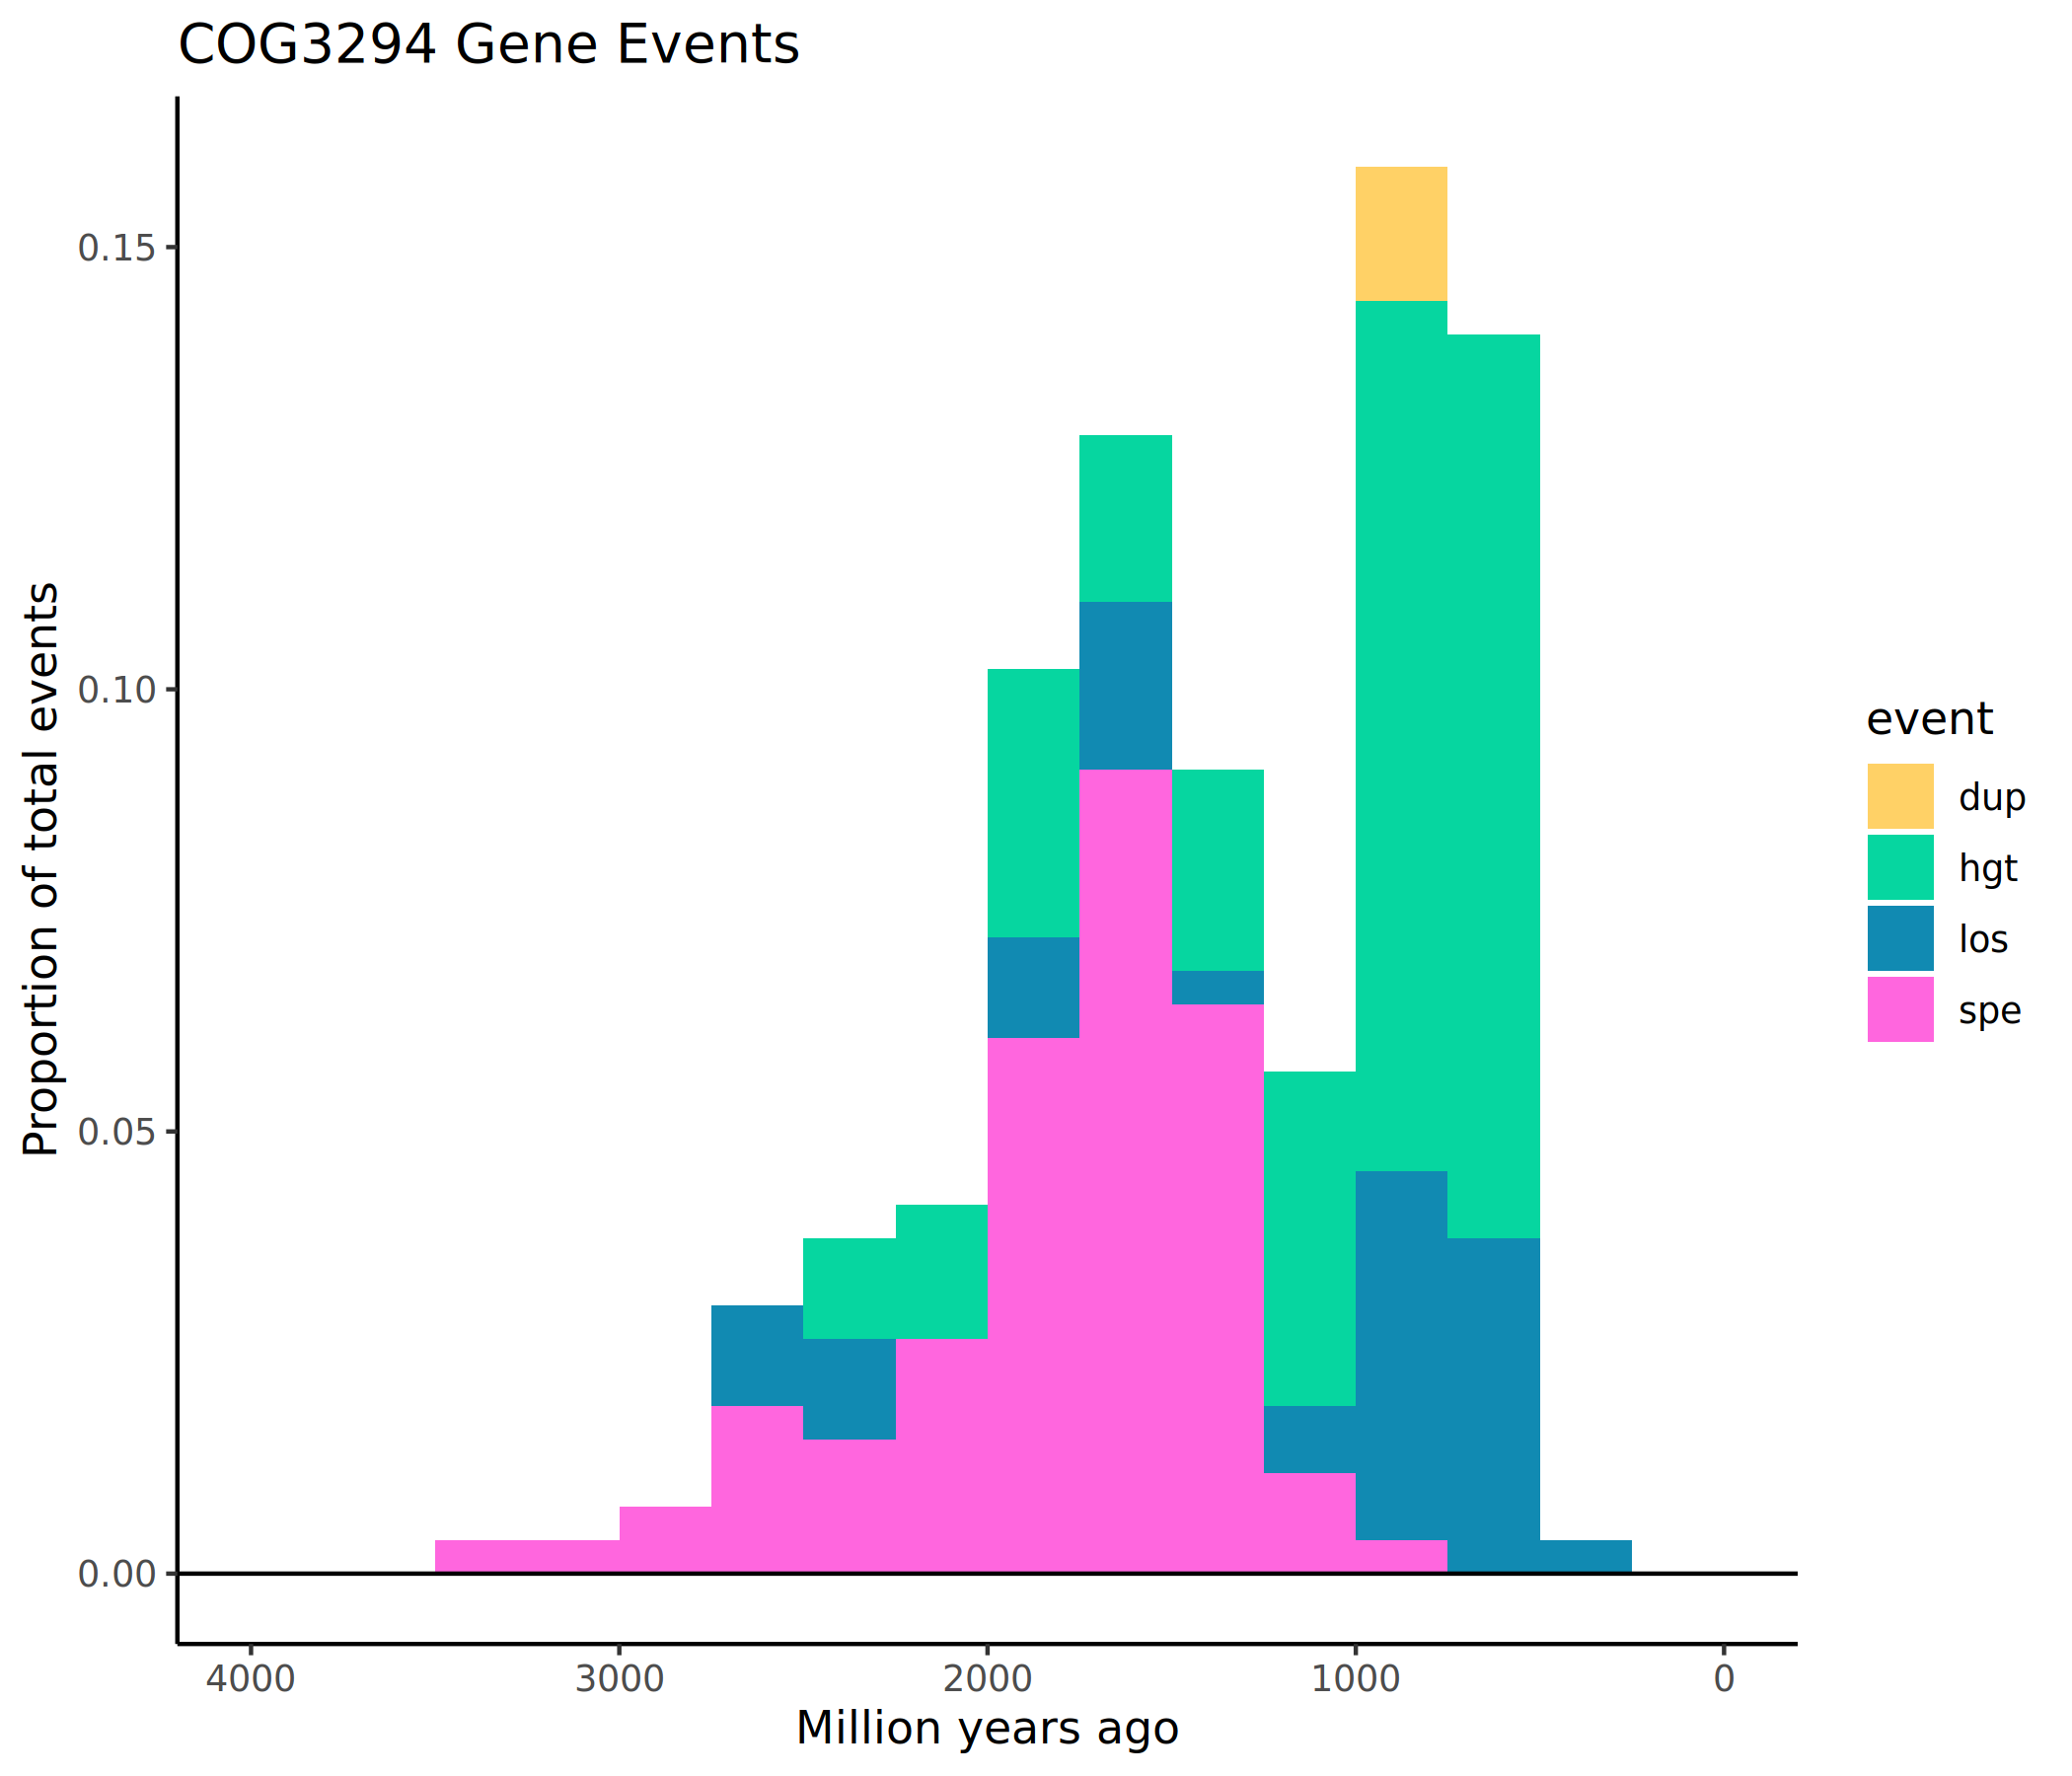 COG3294 Gene Events
Proportion of total events
0.15
0.10
0.05
0.00
4000 3000 2000 1000 0
Million years ago
event
dup
hgt
los
spe